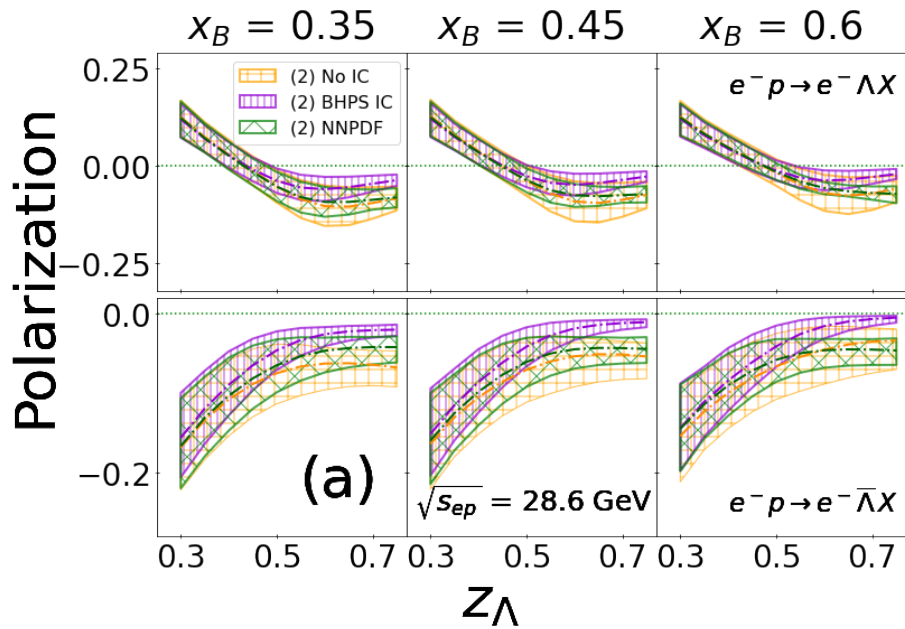 x_B = 0.35 x_B = 0.45 x_B = 0.6
0.25
(2) No IC
(2) BHPS IC
(2) NNPDF
e⁻p → e⁻ΛX
0.00
−0.25
Polarization
0.0
−0.2
(a)
√s_ep = 28.6 GeV
e⁻p → e⁻Λ̅X
0.3 0.5 0.7 0.3 0.5 0.7 0.3 0.5 0.7
z_Λ